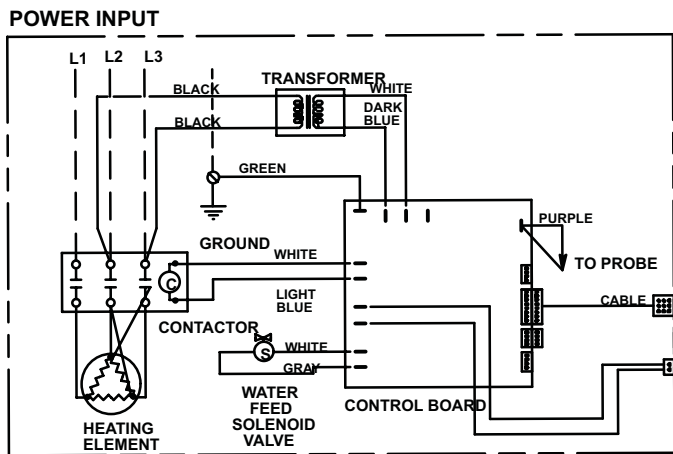 POWER INPUT
L1
L2
L3
TRANSFORMER
BLACK
WHITE
DARK
BLUE
BLACK
GREEN
PURPLE
GROUND
WHITE
TO PROBE
C
LIGHT
BLUE
CABLE
CONTACTOR
S
WHITE
GRAY
WATER
FEED
SOLENOID
VALVE
CONTROL BOARD
HEATING
ELEMENT